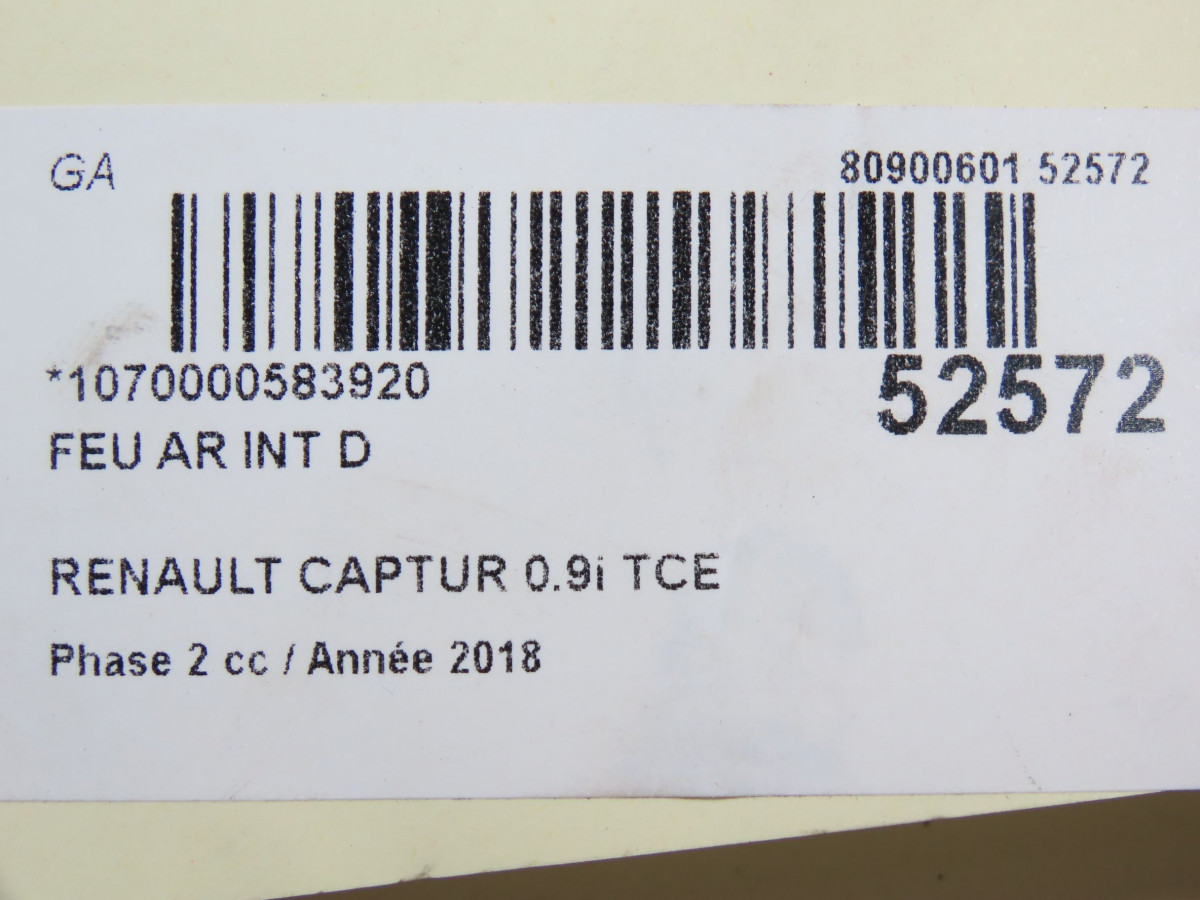 GA
80900601 52572
*1070000583920
52572
FEU AR INT D
RENAULT CAPTUR 0.9i TCE
Phase 2 cc / Année 2018